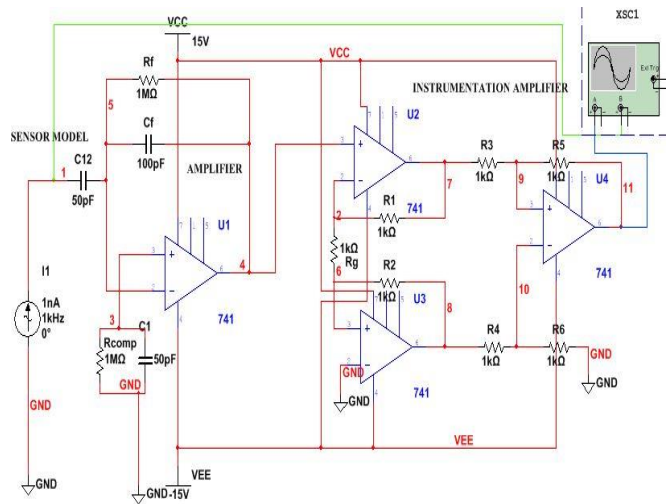 XSC1
Ext Trig
A
B
VCC
15V
VCC
Rf
1MΩ
5
INSTRUMENTATION AMPLIFIER
SENSOR MODEL
Cf
100pF
AMPLIFIER
U2
R3
1kΩ
R5
1kΩ
U4
1
C12
50pF
U1
7
9
11
R1
1kΩ
741
2
1kΩ
Rg
4
6
R2
1kΩ
U3
8
10
741
I1
1nA
1kHz
0°
741
3
C1
Rcomp
1MΩ
50pF
R4
1kΩ
R6
1kΩ
GND
GND
GND
GND
GND
GND
741
VEE
VEE
-15V
GND
GND